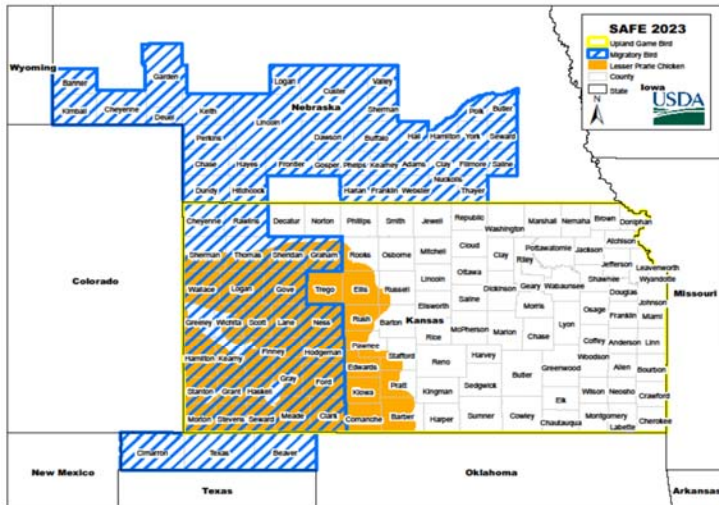 SAFE 2023
Upland Game Bird
Migratory Bird
Lesser Prarie Chicken
County
State
N
USDA
Iowa
Wyoming
Banner
Garden
Logan
Custer
Valley
Kimball
Cheyenne
Deuel
Keith
Lincoln
Nebraska
Sherman
Polk
Butler
Perkins
Dawson
Buffalo
Hall
Hamilton
York
Seward
Chase
Hayes
Frontier
Gosper
Phelps
Kearney
Adams
Clay
Fillmore
Saline
Nuckolls
Dundy
Hitchcock
Harlan
Franklin
Webster
Thayer
Cheyenne
Rawlins
Decatur
Norton
Phillips
Smith
Jewell
Republic
Washington
Marshall
Nemaha
Brown
Doniphan
Sherman
Thomas
Sheridan
Graham
Rooks
Osborne
Mitchell
Cloud
Clay
Riley
Pottawatomie
Jackson
Atchison
Jefferson
Leavenworth
Wyandotte
Colorado
Wallace
Logan
Gove
Trego
Ellis
Russell
Lincoln
Ottawa
Dickinson
Geary
Wabaunsee
Shawnee
Douglas
Johnson
Missouri
Ellsworth
Saline
Morris
Osage
Franklin
Miami
Greeley
Wichita
Scott
Lane
Ness
Rush
Barton
Kansas
Rice
McPherson
Marion
Chase
Lyon
Coffey
Anderson
Linn
Hamilton
Kearny
Finney
Hodgeman
Pawnee
Stafford
Reno
Harvey
Butler
Greenwood
Woodson
Allen
Bourbon
Stanton
Grant
Haskell
Gray
Ford
Edwards
Kiowa
Pratt
Kingman
Sedgwick
Elk
Wilson
Neosho
Crawford
Morton
Stevens
Seward
Meade
Clark
Comanche
Barber
Harper
Sumner
Cowley
Chautauqua
Montgomery
Labette
Cherokee
Cimarron
Texas
Beaver
New Mexico
Texas
Oklahoma
Arkansas